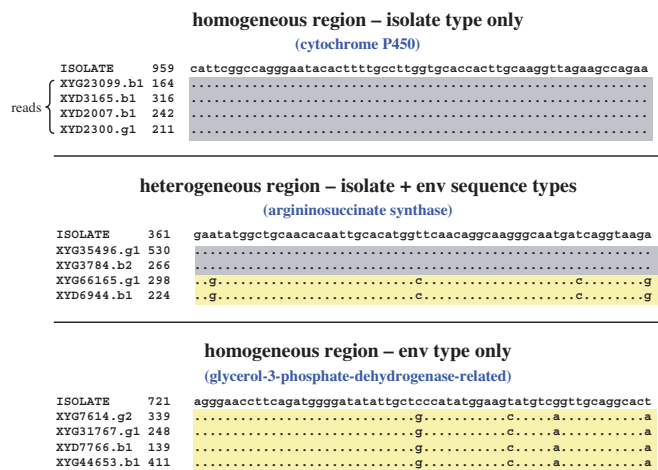 homogeneous region – isolate type only
(cytochrome P450)
ISOLATE 959 cattcggccagggaatacacttttgccttggtgcaccacttgcaaggttagaagccagaa
reads
XYG23099.b1 164 ............................................................
XYD3165.b1 316 ............................................................
XYD2007.b1 242 ............................................................
XYD2300.g1 211 ............................................................
heterogeneous region – isolate + env sequence types
(argininosuccinate synthase)
ISOLATE 361 gaatatggctgcaacacaattgcacatggttcaacaggcaagggcaatgatcaggtaaga
XYG35496.g1 530 ............................................................
XYG3784.b2 266 ............................................................
XYG66165.g1 298 ..g..........................c....................c........g
XYD6944.b1 224 ..g..........................c....................c........g
homogeneous region – env type only
(glycerol-3-phosphate-dehydrogenase-related)
ISOLATE 721 agggaaccttcagatggggatatattgctcccatatggaagtatgtcggttgcaggcact
XYG7614.g2 339 .............................g...........c.....a...........a
XYG31767.g1 248 .............................g...........c.....a...........a
XYD7766.b1 139 .............................g...........c.....a...........a
XYG44653.b1 411 .............................g...........c.....a...........a